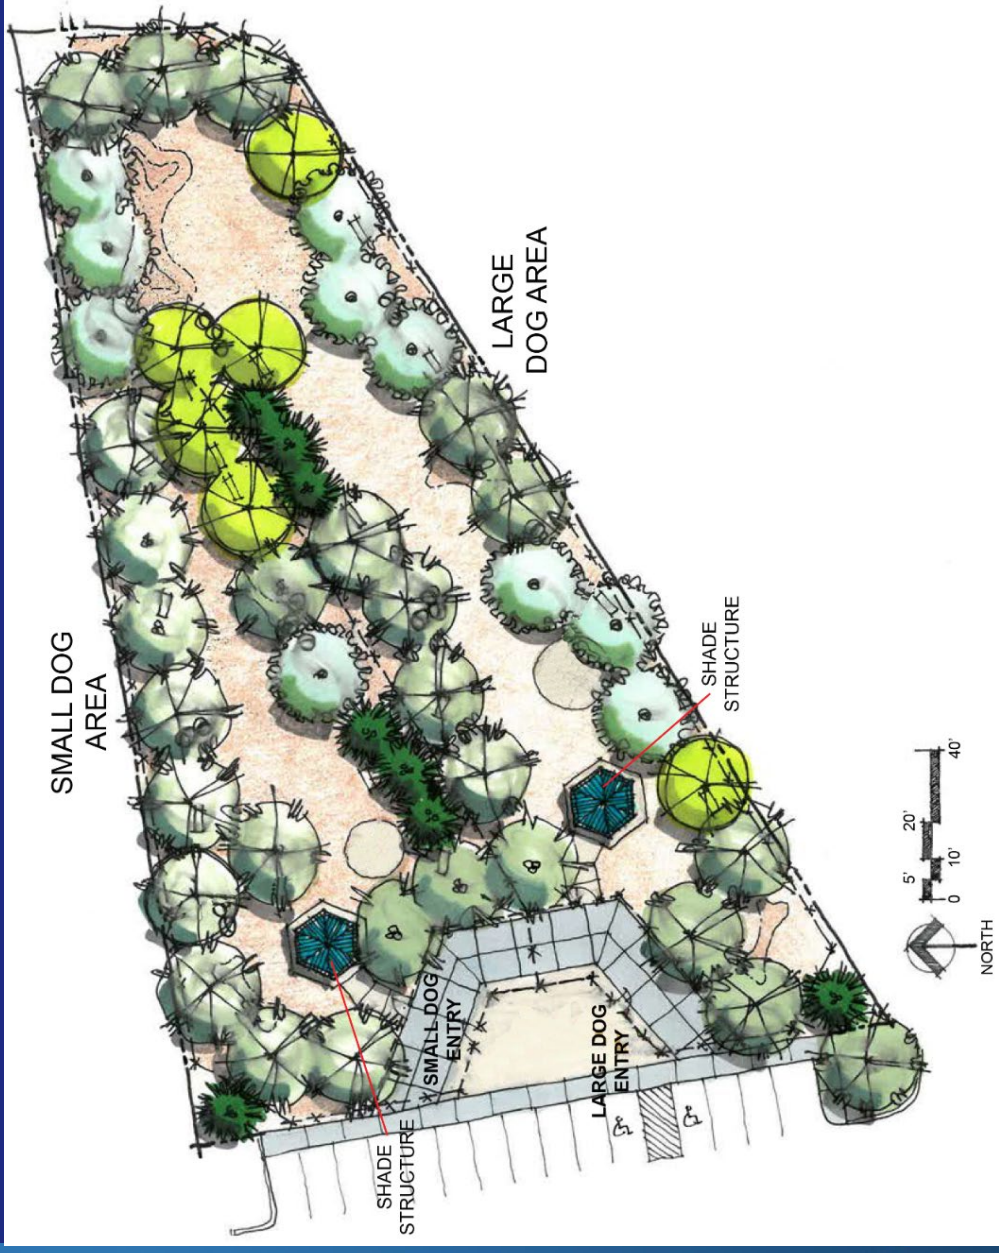 LL
LARGE
DOG AREA
SMALL DOG
AREA
SHADE
STRUCTURE
SMALL DOG
ENTRY
LARGE DOG
ENTRY
SHADE
STRUCTURE
0
5'
10'
20'
40'
NORTH